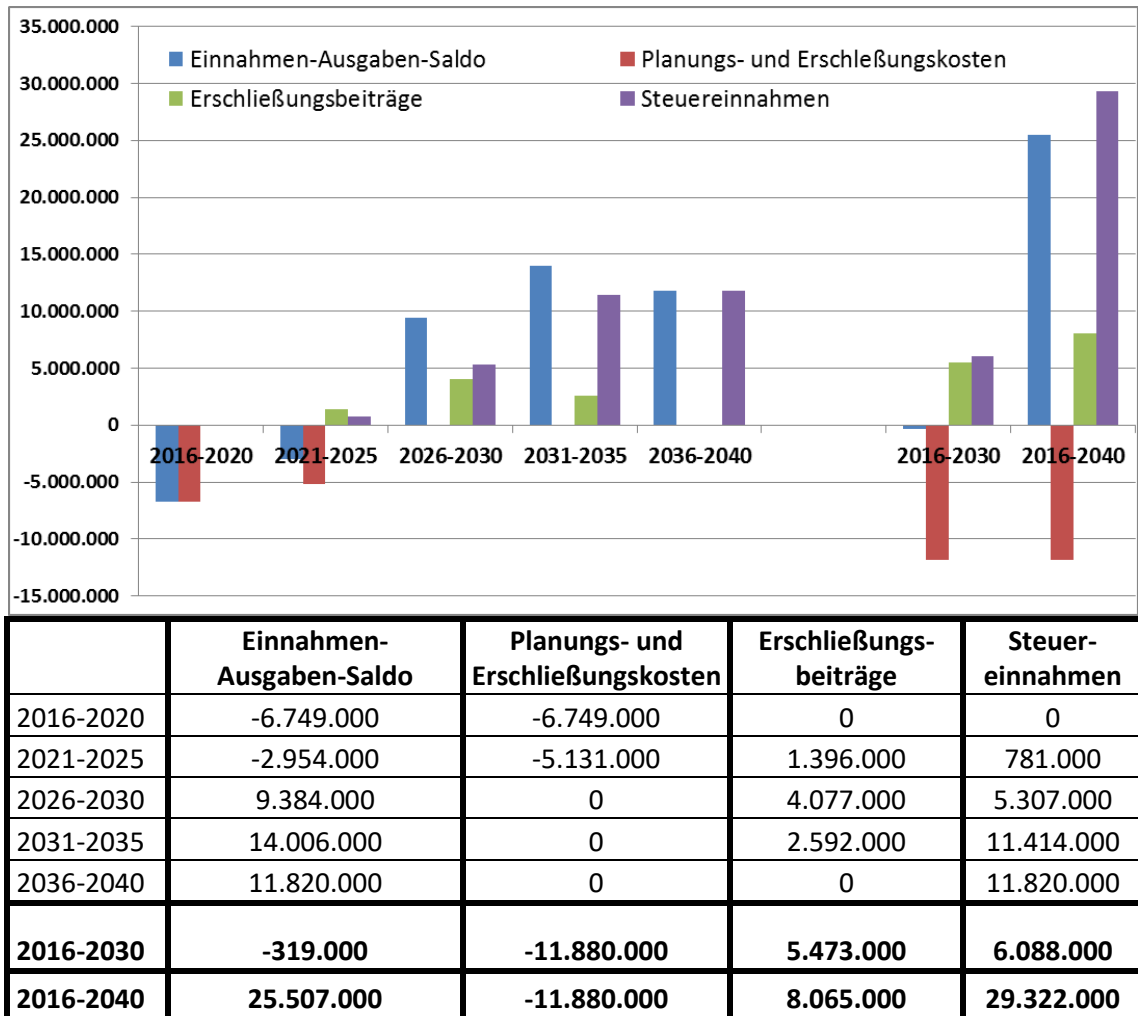 35.000.000
30.000.000
25.000.000
20.000.000
15.000.000
10.000.000
5.000.000
0
-5.000.000
-10.000.000
-15.000.000
Einnahmen-Ausgaben-Saldo Planungs- und Erschleßungskosten
Erschließungsbeiträge Steuereinnahmen
2016-2020 2021-2025 2026-2030 2031-2035 2036-2040 2016-2030 2016-2040
Einnahmen- Planungs- und Erschließungs- Steuer-
Ausgaben-Saldo Erschließungskosten beiträge einnahmen
2016-2020 -6.749.000 -6.749.000 0 0
2021-2025 -2.954.000 -5.131.000 1.396.000 781.000
2026-2030 9.384.000 0 4.077.000 5.307.000
2031-2035 14.006.000 0 2.592.000 11.414.000
2036-2040 11.820.000 0 0 11.820.000
2016-2030 -319.000 -11.880.000 5.473.000 6.088.000
2016-2040 25.507.000 -11.880.000 8.065.000 29.322.000